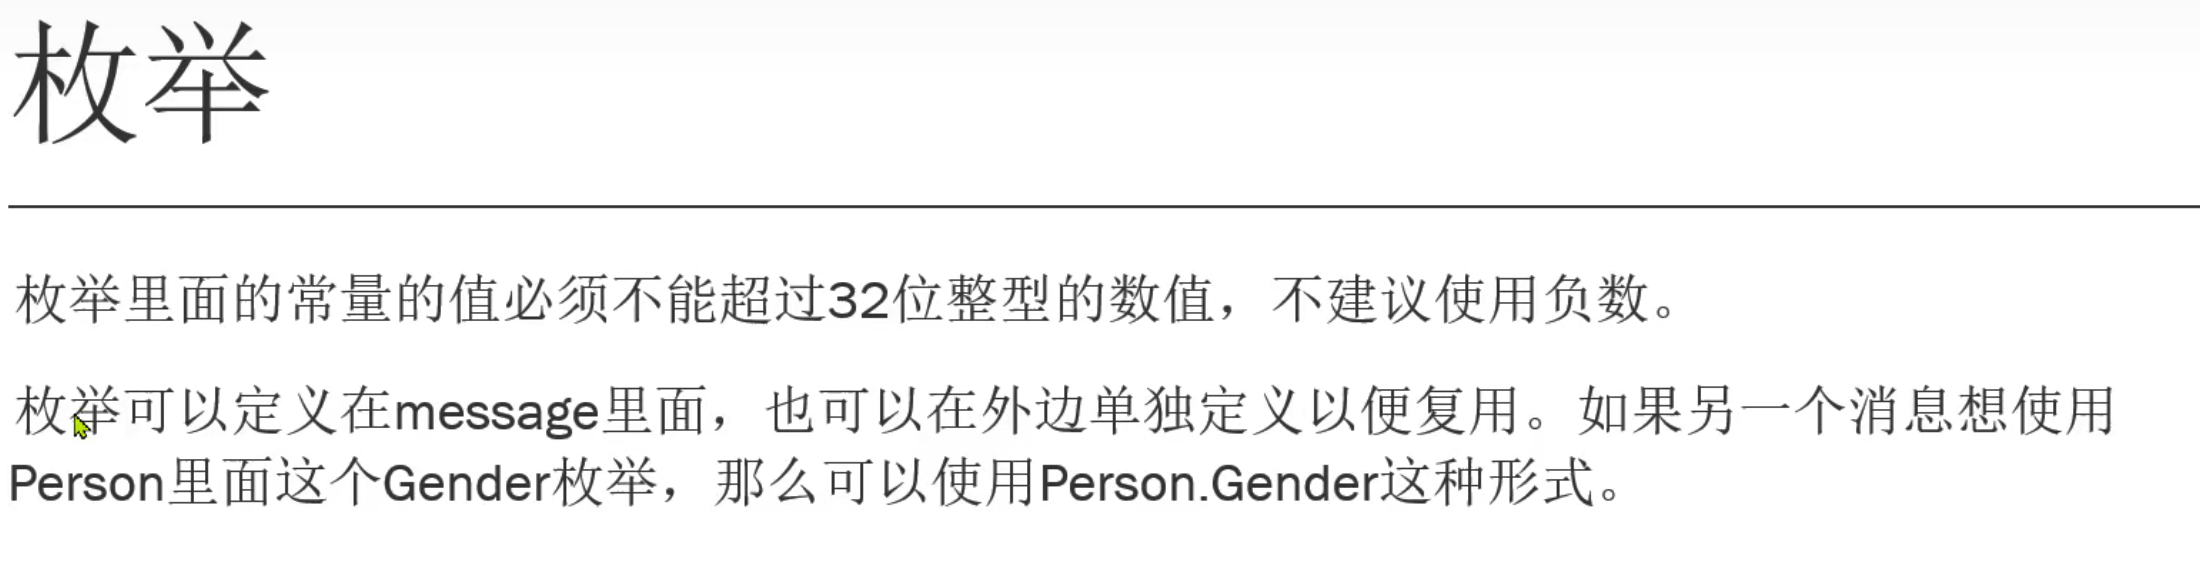 枚举
枚举里面的常量的值必须不能超过32位整型的数值，不建议使用负数。
枚举可以定义在message里面，也可以在外边单独定义以便复用。如果另一个消息想使用
Person里面这个Gender枚举，那么可以使用Person.Gender这种形式。